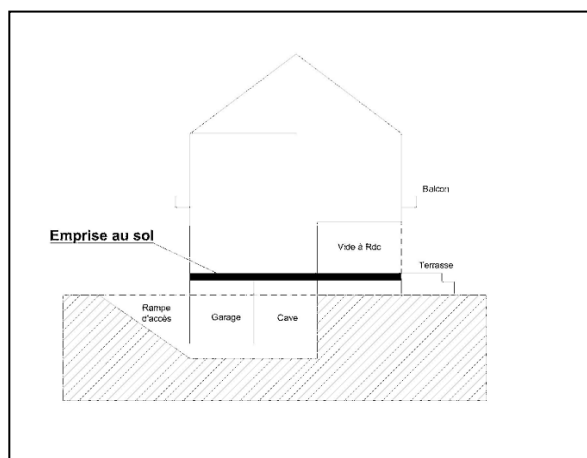 Balcon
Emprise au sol
Vide à Rdc
Terrasse
Rampe
d'accès
Garage
Cave